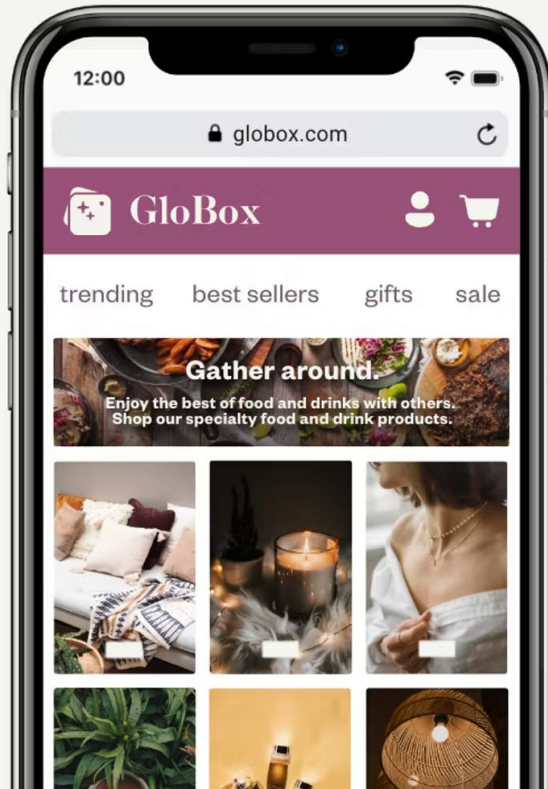 12:00
globox.com
GloBox
trending best sellers gifts sale
Gather around.
Enjoy the best of food and drinks with others.
Shop our specialty food and drink products.